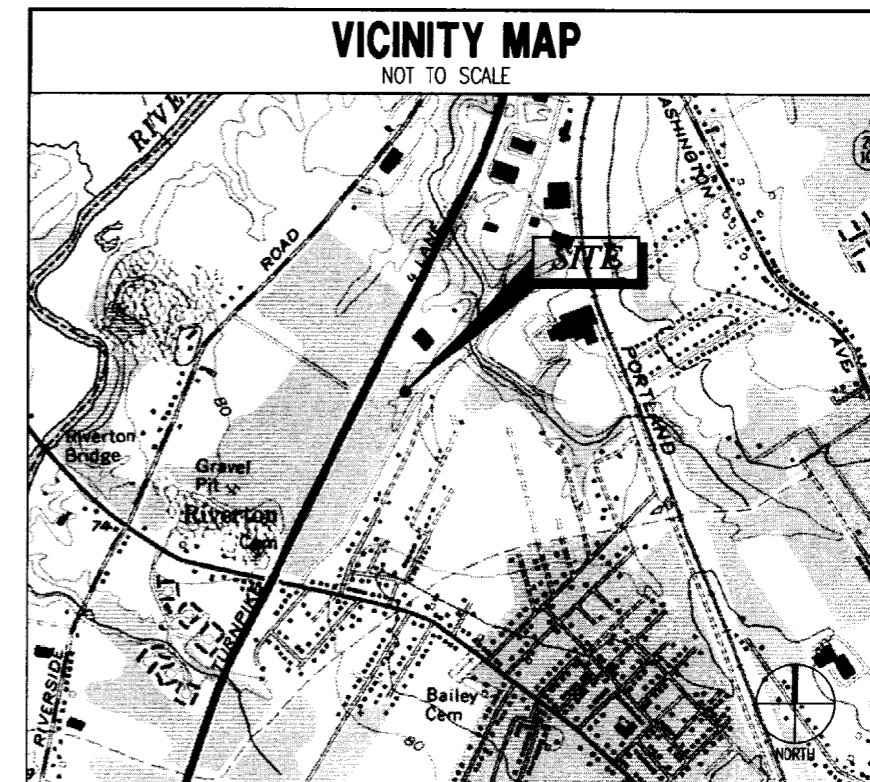 VICINITY MAP
NOT TO SCALE
RIVE
ASHINGTON
ROAD
4 LANE
SITE
PORTLAND
AVE
80
Riverton
Bridge
Gravel
Pit
Riverton
Cem
74
TURNPIKE
RIVERSIDE
Bailey
Cem
80
NORTH